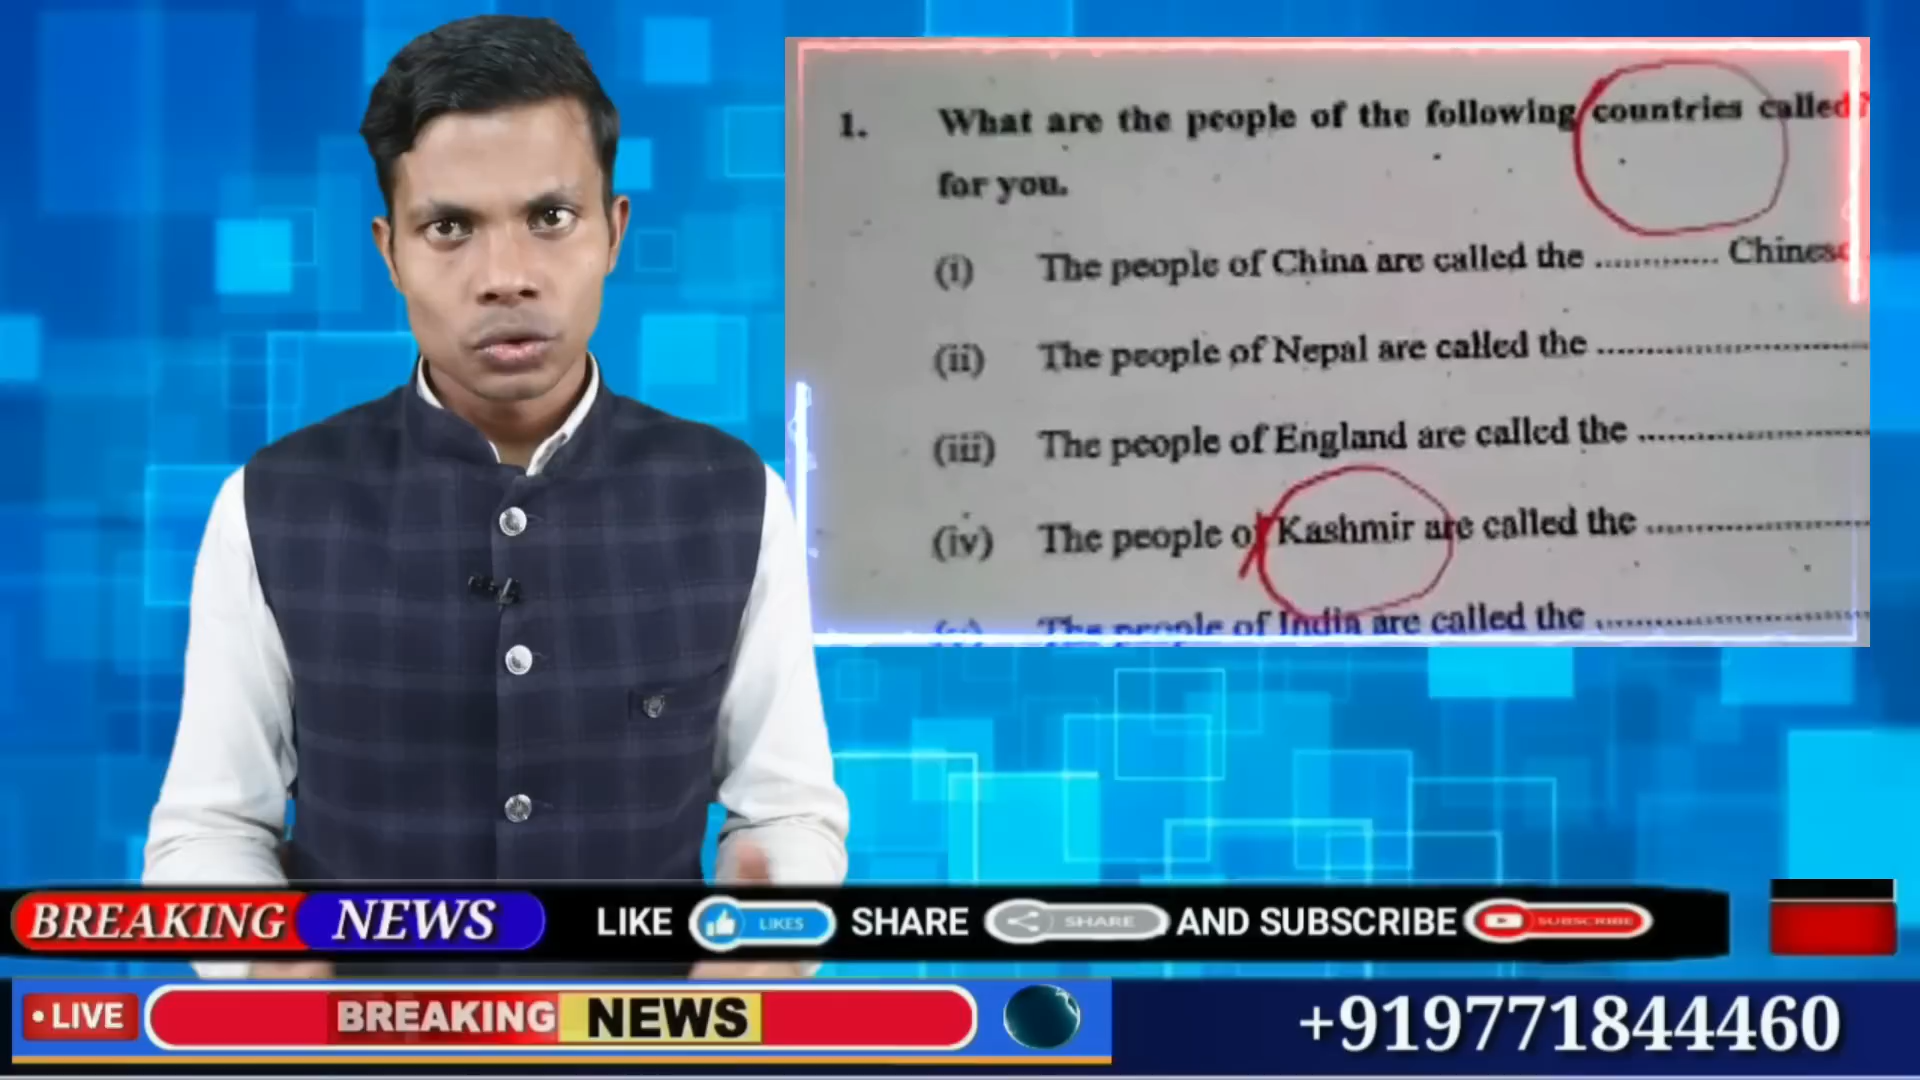 1. What are the people of the following countries called?
for you.
(i) The people of China are called the ............. Chinese
(ii) The people of Nepal are called the ..............................
(iii) The people of England are called the ..........................
(iv) The people of Kashmir are called the .........................
(v) The people of India are called the ..............................
BREAKING NEWS LIKE LIKES SHARE SHARE AND SUBSCRIBE SUBSCRIBE
• LIVE BREAKING NEWS +919771844460